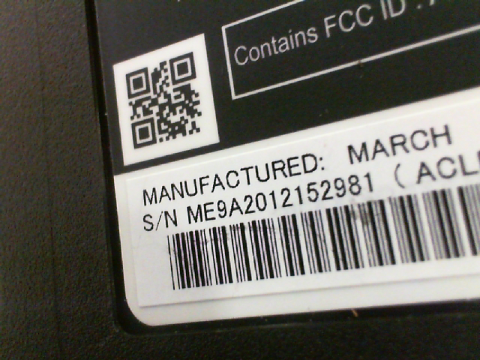 Contains FCC ID :
MANUFACTURED: MARCH
S/N ME9A2012152981 ( ACL